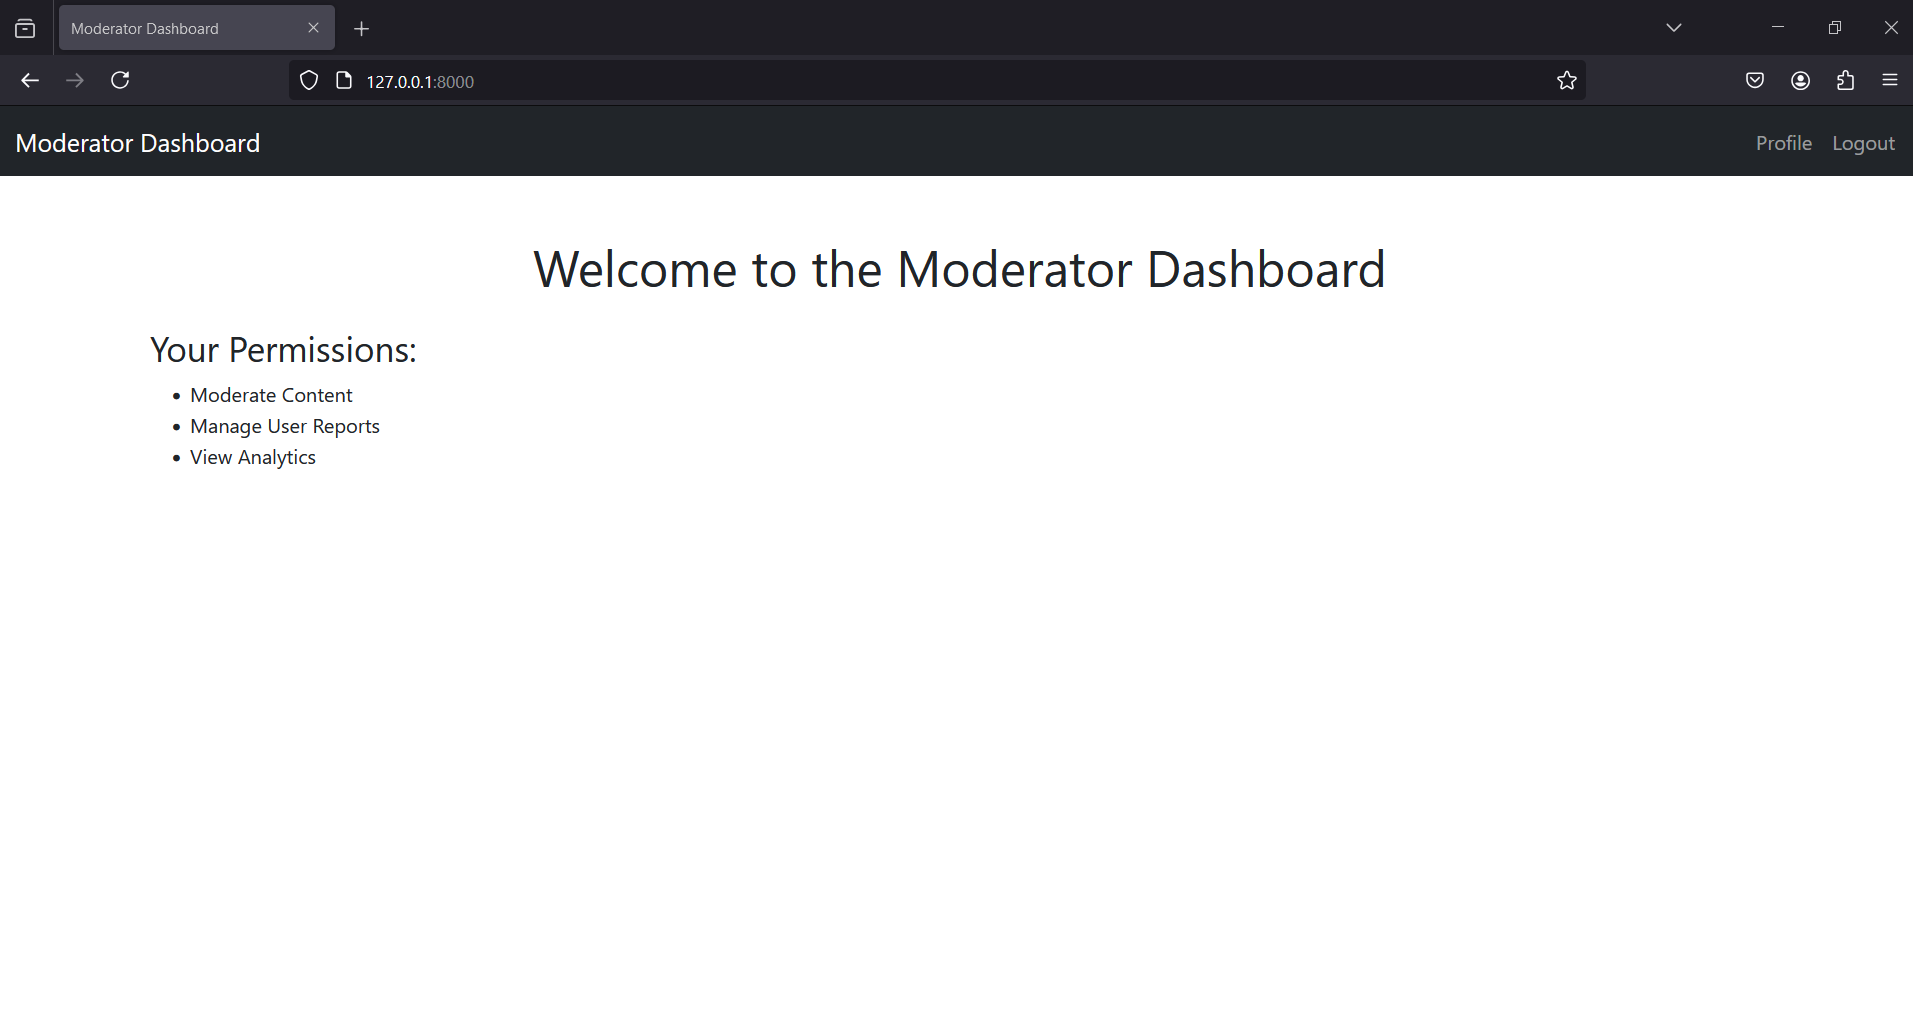 Moderator Dashboard
127.0.0.1:8000
Moderator Dashboard
Profile Logout
Welcome to the Moderator Dashboard
Your Permissions:
• Moderate Content
• Manage User Reports
• View Analytics